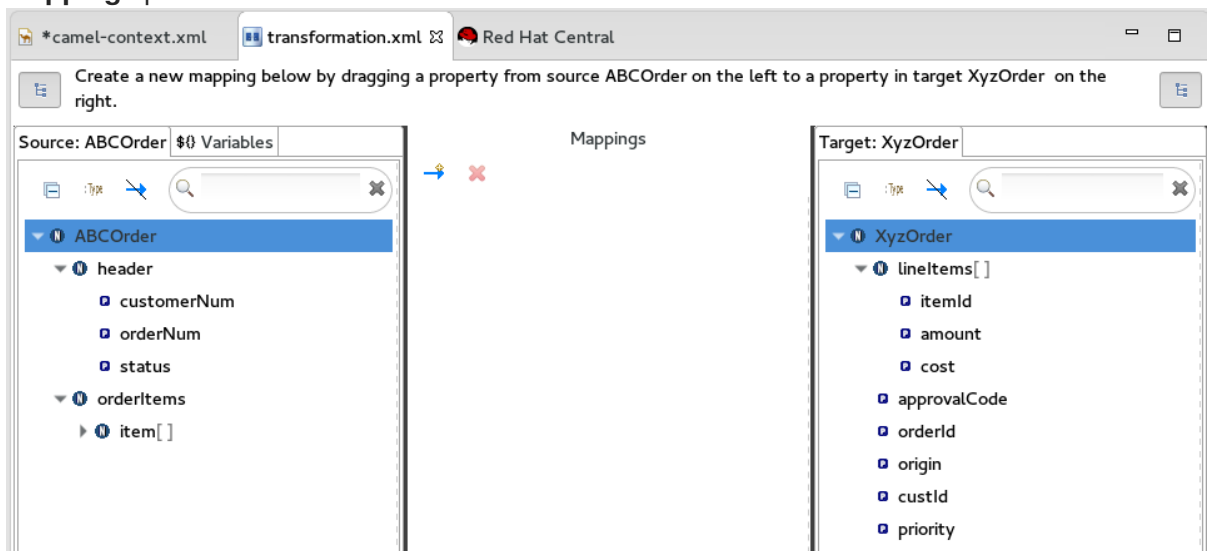 *camel-context.xml transformation.xml Red Hat Central
Create a new mapping below by dragging a property from source ABCOrder on the left to a property in target XyzOrder on the
right.
Source: ABCOrder ${} Variables Mappings Target: XyzOrder
:Type :Type
ABCOrder XyzOrder
header lineItems[ ]
customerNum itemId
orderNum amount
status cost
orderItems approvalCode
item[ ] orderId
origin
custId
priority